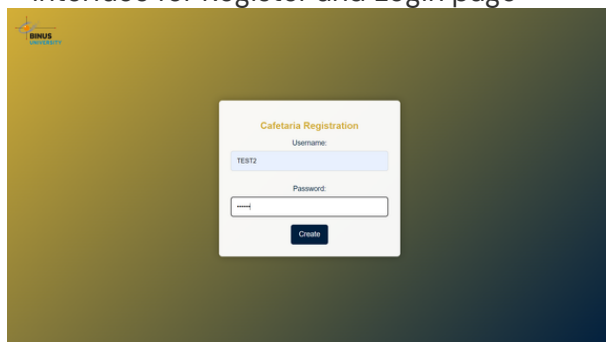 Interface for Register and Login page
BINUS
UNIVERSITY
Cafetaria Registration
Username:
TEST2
Password:
••••••
Create